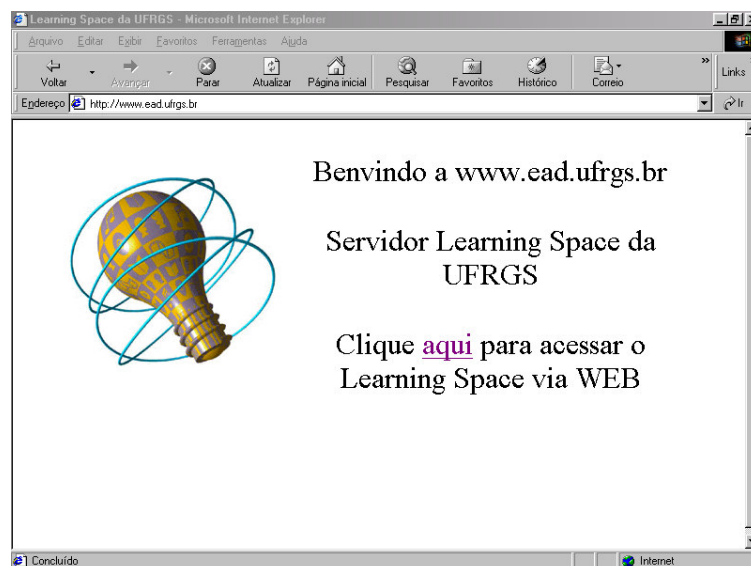 Learning Space da UFRGS - Microsoft Internet Explorer
Arquivo Editar Exibir Favoritos Ferramentas Ajuda
Voltar Avançar Parar Atualizar Página inicial Pesquisar Favoritos Histórico Correio » Links
Endereço http://www.ead.ufrgs.br Ir
Benvindo a www.ead.ufrgs.br
Servidor Learning Space da
UFRGS
Clique aqui para acessar o
Learning Space via WEB
Concluído Internet